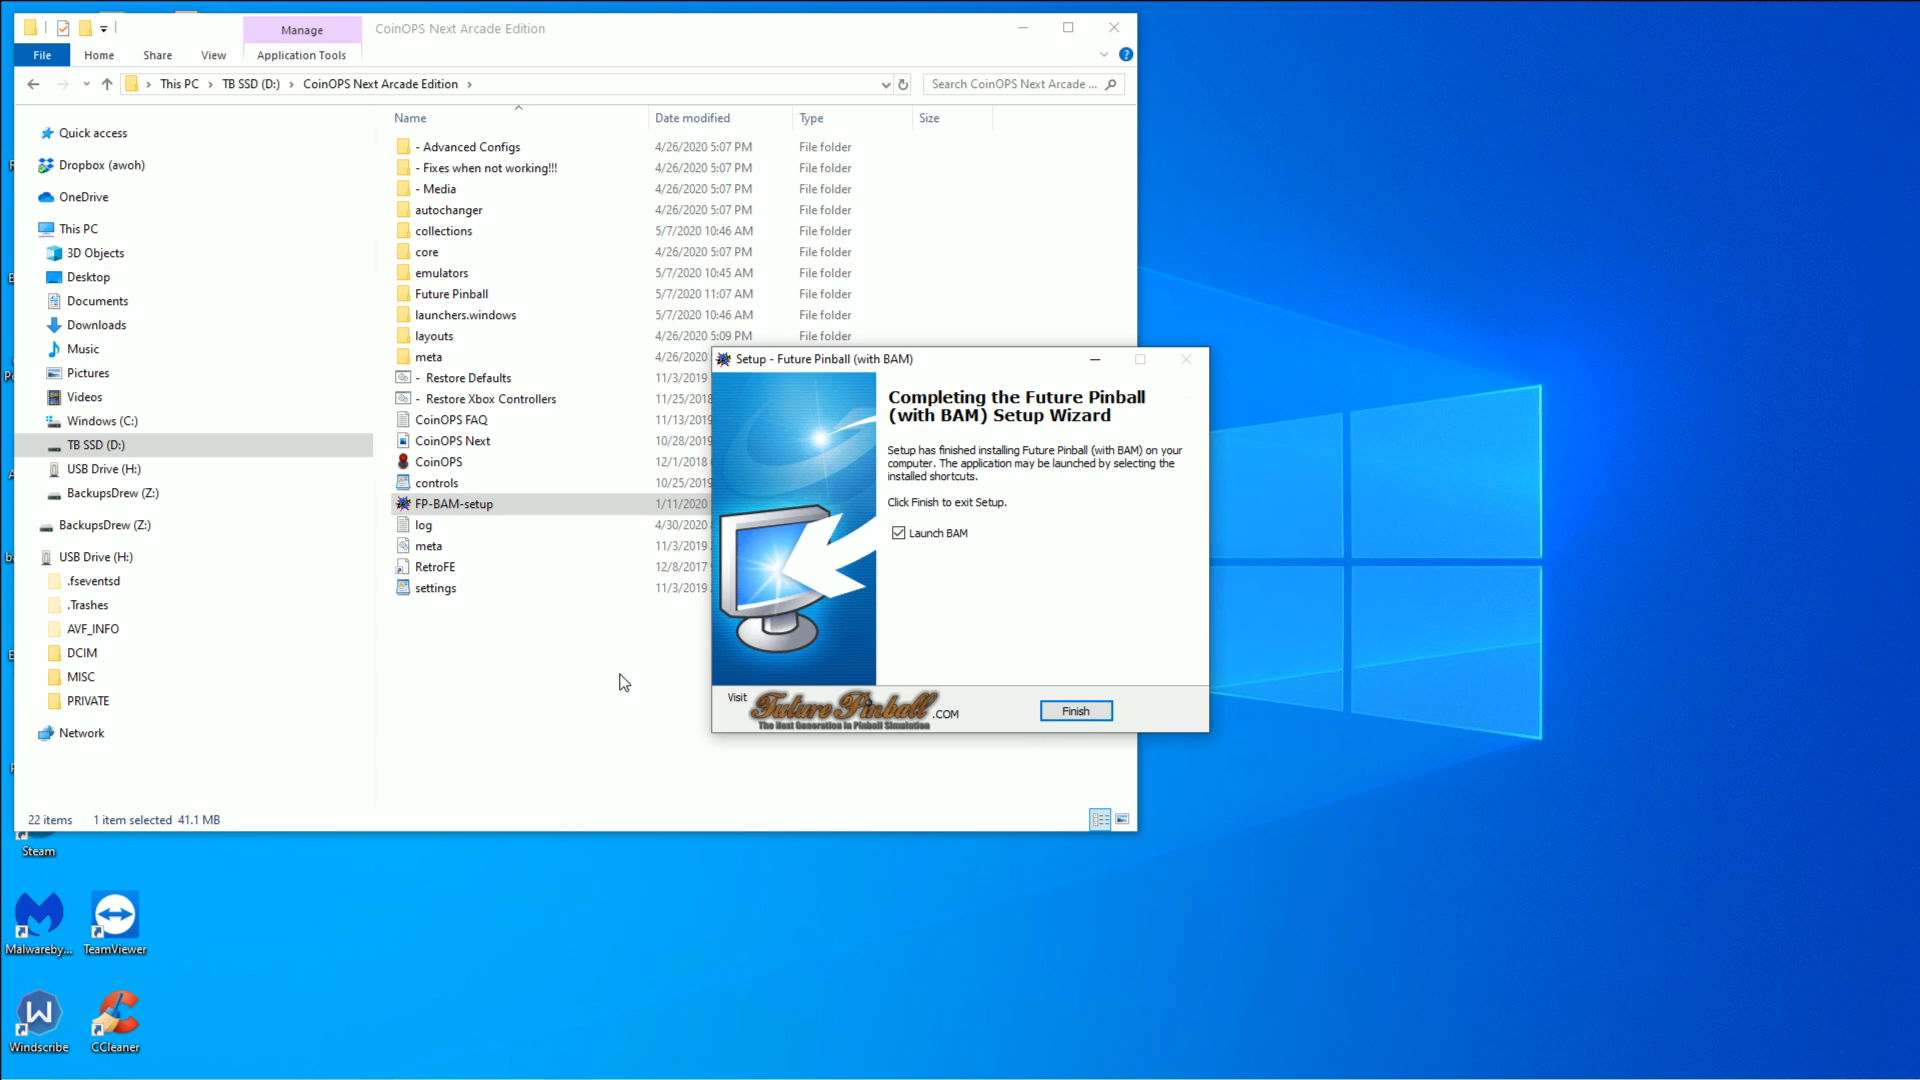 Manage
CoinOPS Next Arcade Edition
File
Home
Share
View
Application Tools
This PC
TB SSD (D:)
CoinOPS Next Arcade Edition
Search CoinOPS Next Arcade ...
Name
Date modified
Type
Size
Quick access
Dropbox (awoh)
OneDrive
This PC
3D Objects
Desktop
Documents
Downloads
Music
Pictures
Videos
Windows (C:)
TB SSD (D:)
USB Drive (H:)
BackupsDrew (Z:)
BackupsDrew (Z:)
USB Drive (H:)
.fseventsd
.Trashes
AVF_INFO
DCIM
MISC
PRIVATE
Network
- Advanced Configs 4/26/2020 5:07 PM File folder
- Fixes when not working!!! 4/26/2020 5:07 PM File folder
- Media 4/26/2020 5:07 PM File folder
autochanger 4/26/2020 5:07 PM File folder
collections 5/7/2020 10:46 AM File folder
core 4/26/2020 5:07 PM File folder
emulators 5/7/2020 10:45 AM File folder
Future Pinball 5/7/2020 11:07 AM File folder
launchers.windows 5/7/2020 10:46 AM File folder
layouts 4/26/2020 5:09 PM File folder
meta 4/26/2020
- Restore Defaults 11/3/2019
- Restore Xbox Controllers 11/25/2018
CoinOPS FAQ 11/13/2019
CoinOPS Next 10/28/2019
CoinOPS 12/1/2018
controls 10/25/2019
FP-BAM-setup 1/11/2020
log 4/30/2020
meta 11/3/2019
RetroFE 12/8/2017
settings 11/3/2019
22 items
1 item selected 41.1 MB
Setup - Future Pinball (with BAM)
Completing the Future Pinball
(with BAM) Setup Wizard
Setup has finished installing Future Pinball (with BAM) on your
computer. The application may be launched by selecting the
installed shortcuts.
Click Finish to exit Setup.
Launch BAM
Visit
Future Pinball .COM
The Next Generation in Pinball Simulation
Finish
Steam
Malwareby...
TeamViewer
Windscribe
CCleaner